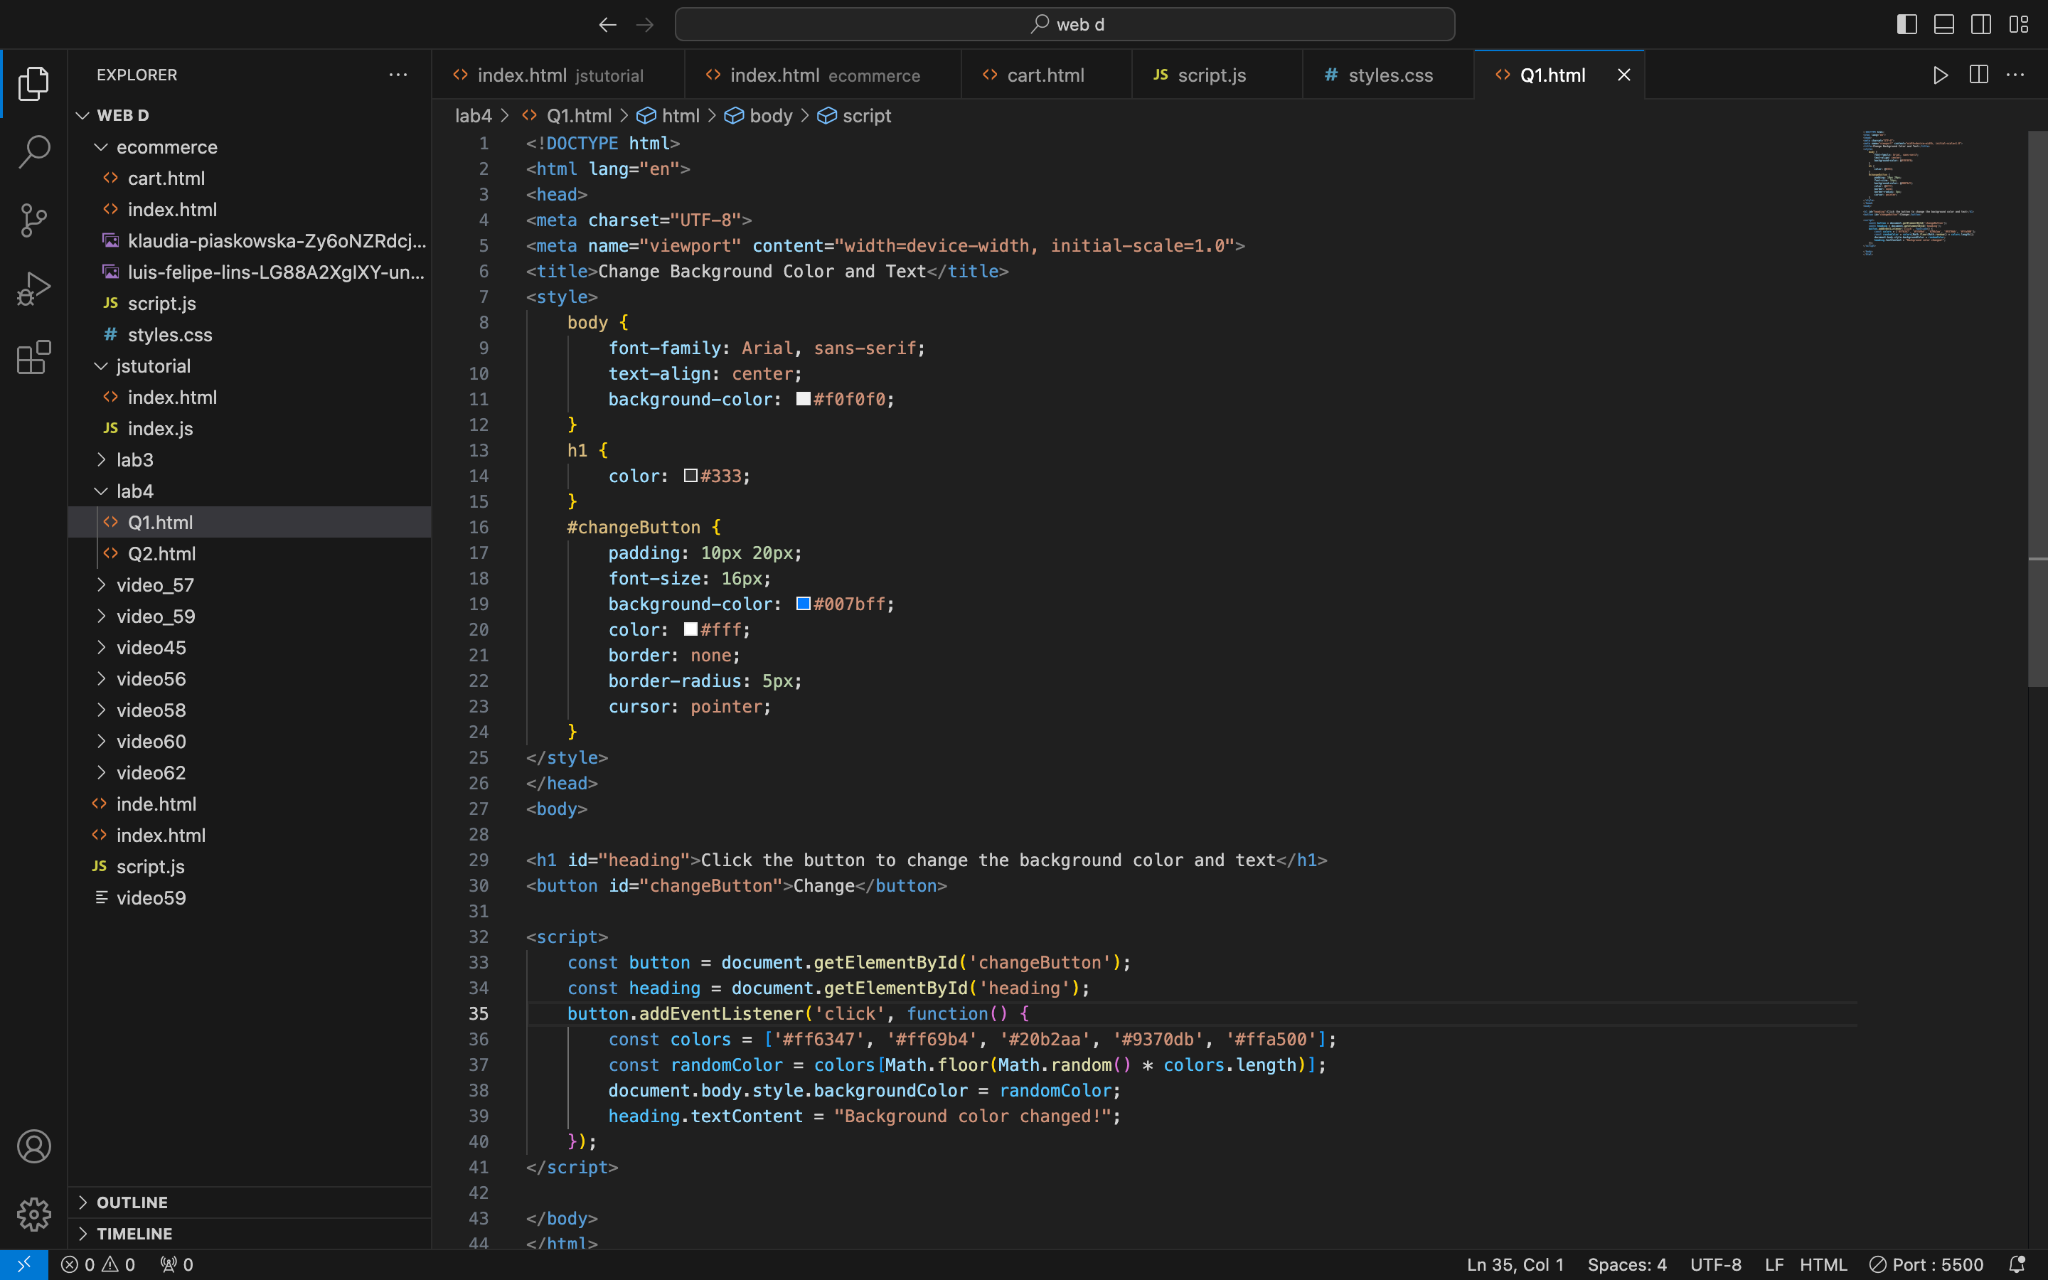 web d
EXPLORER
WEB D
ecommerce
cart.html
index.html
klaudia-piaskowska-Zy6oNZRdcj...
luis-felipe-lins-LG88A2XgIXY-un...
JS script.js
# styles.css
jstutorial
index.html
JS index.js
lab3
lab4
Q1.html
Q2.html
video_57
video_59
video45
video56
video58
video60
video62
inde.html
index.html
JS script.js
video59
OUTLINE
TIMELINE
index.html jstutorial
index.html ecommerce
cart.html
JS script.js
# styles.css
Q1.html
lab4 > Q1.html > html > body > script
1 <!DOCTYPE html>
2 <html lang="en">
3 <head>
4 <meta charset="UTF-8">
5 <meta name="viewport" content="width=device-width, initial-scale=1.0">
6 <title>Change Background Color and Text</title>
7 <style>
8 body {
9 font-family: Arial, sans-serif;
10 text-align: center;
11 background-color: #f0f0f0;
12 }
13 h1 {
14 color: #333;
15 }
16 #changeButton {
17 padding: 10px 20px;
18 font-size: 16px;
19 background-color: #007bff;
20 color: #fff;
21 border: none;
22 border-radius: 5px;
23 cursor: pointer;
24 }
25 </style>
26 </head>
27 <body>
28
29 <h1 id="heading">Click the button to change the background color and text</h1>
30 <button id="changeButton">Change</button>
31
32 <script>
33 const button = document.getElementById('changeButton');
34 const heading = document.getElementById('heading');
35 button.addEventListener('click', function() {
36 const colors = ['#ff6347', '#ff69b4', '#20b2aa', '#9370db', '#ffa500'];
37 const randomColor = colors[Math.floor(Math.random() * colors.length)];
38 document.body.style.backgroundColor = randomColor;
39 heading.textContent = "Background color changed!";
40 });
41 </script>
42
43 </body>
44 </html>
0 0 0
Ln 35, Col 1 Spaces: 4 UTF-8 LF HTML Port : 5500